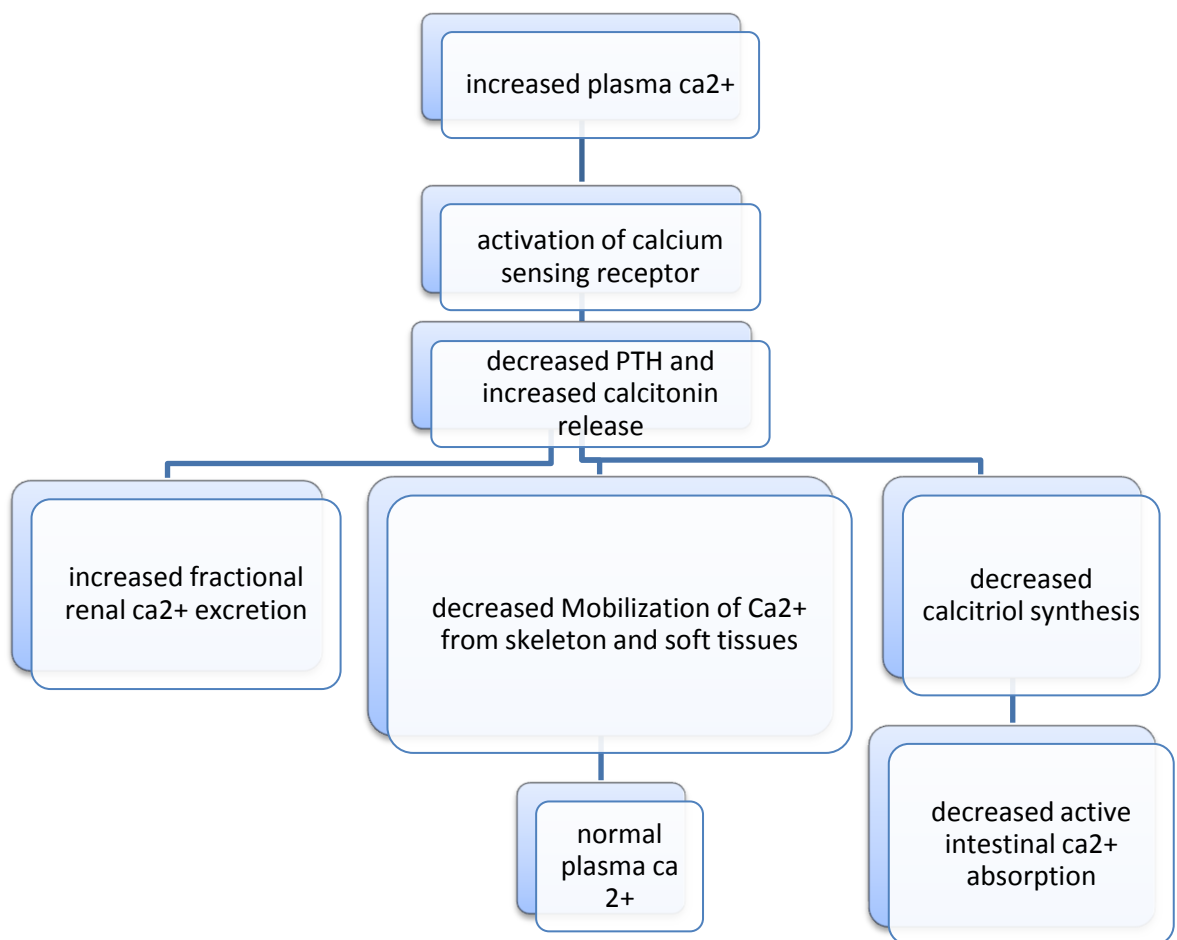 increased plasma ca2+
activation of calcium
sensing receptor
decreased PTH and
increased calcitonin
release
increased fractional
renal ca2+ excretion
decreased Mobilization of Ca2+
from skeleton and soft tissues
decreased
calcitriol synthesis
normal
plasma ca
2+
decreased active
intestinal ca2+
absorption